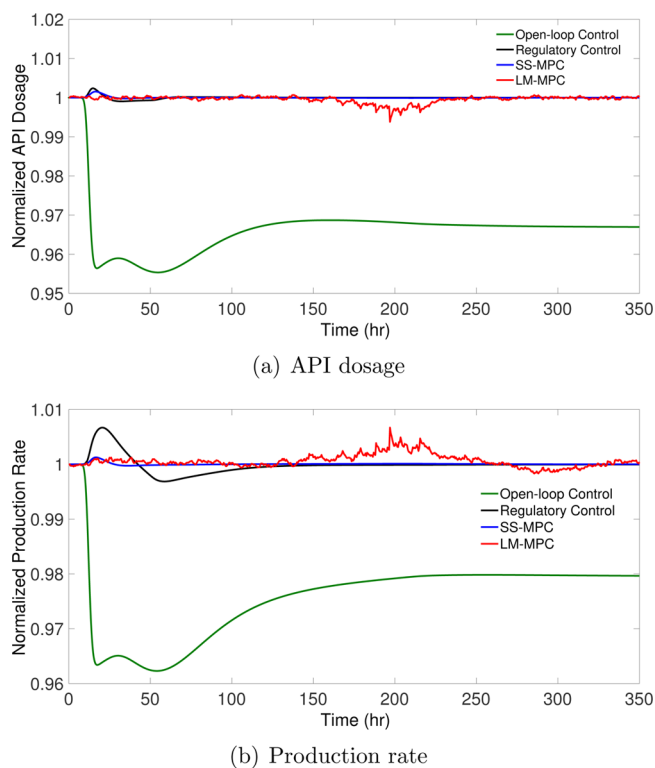 1.02
1.01
1
0.99
0.98
0.97
0.96
0.95
Normalized API Dosage
Open-loop Control
Regulatory Control
SS-MPC
LM-MPC
0 50 100 150 200 250 300 350
Time (hr)
(a) API dosage
1.01
1
0.99
0.98
0.97
0.96
Normalized Production Rate
Open-loop Control
Regulatory Control
SS-MPC
LM-MPC
0 50 100 150 200 250 300 350
Time (hr)
(b) Production rate